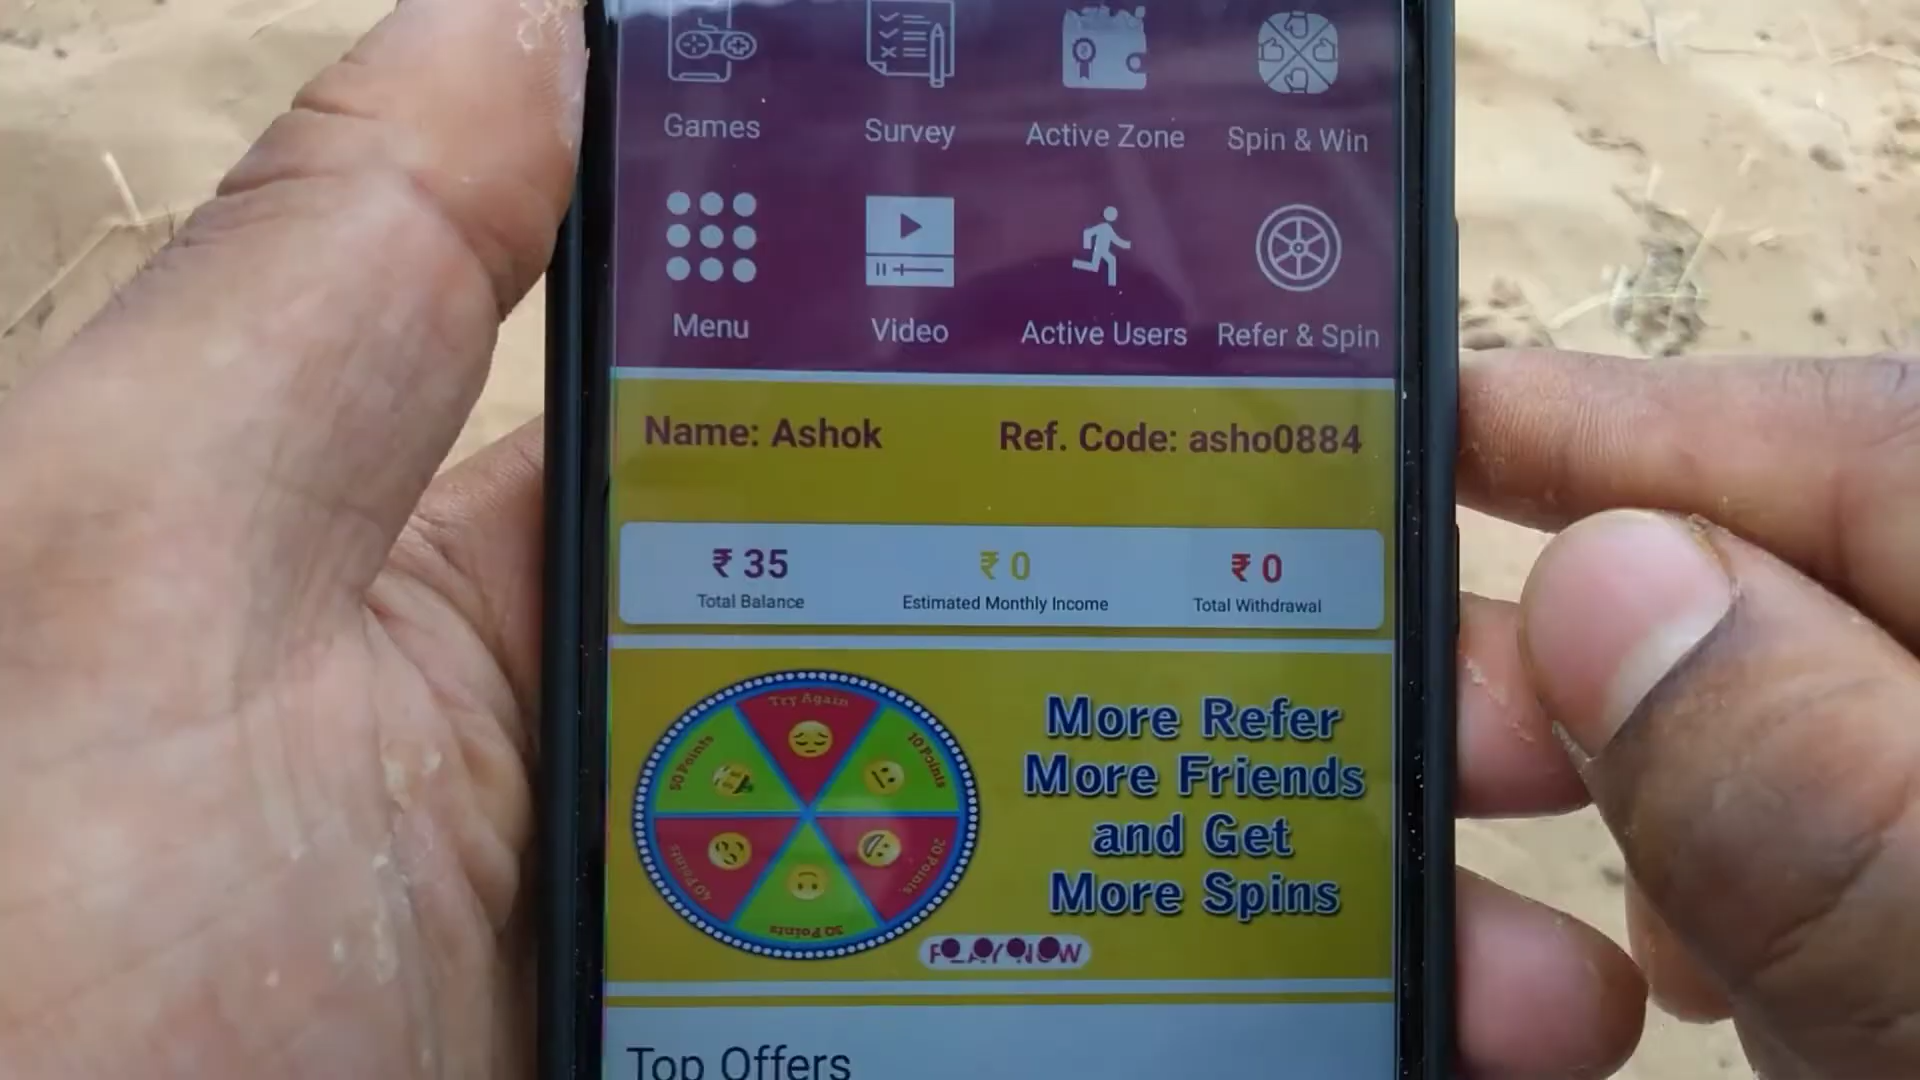 Games
Survey
Active Zone
Spin & Win
Menu
Video
Active Users
Refer & Spin
Name: Ashok
Ref. Code: asho0884
₹ 35
Total Balance
₹ 0
Estimated Monthly Income
₹ 0
Total Withdrawal
Try Again
10 Points
20 Points
30 Points
40 Points
50 Points
More Refer
More Friends
and Get
More Spins
PLAY NOW
Top Offers